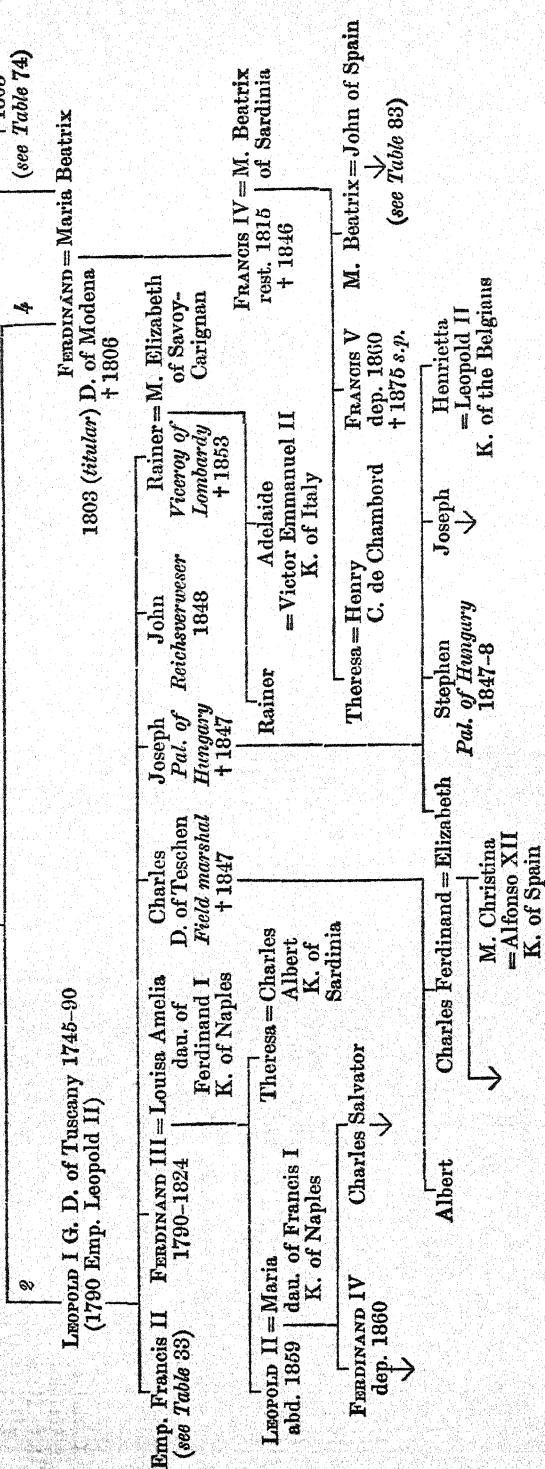 † 1803
(see Table 74)
2
4
LEOPOLD I G. D. of Tuscany 1745–90
(1790 Emp. Leopold II)
FERDINAND = Maria Beatrix
1803 (titular) D. of Modena
† 1806
Emp. Francis II
(see Table 33)
FERDINAND III = Louisa Amelia
1790–1824
dau. of
Ferdinand I
K. of Naples
Charles
D. of Teschen
Field marshal
† 1847
Joseph
Pal. of
Hungary
† 1847
John
Reichsverweser
1848
Rainer = M. Elizabeth
Viceroy of
Lombardy
† 1853
of Savoy-
Carignan
FRANCIS IV = M. Beatrix
rest. 1815
† 1846
of Sardinia
LEOPOLD II = Maria
abd. 1859
dau. of Francis I
K. of Naples
Theresa = Charles
Albert
K. of
Sardinia
Rainer
Adelaide
= Victor Emmanuel II
K. of Italy
Theresa = Henry
C. de Chambord
FRANCIS V
dep. 1860
† 1875 s.p.
M. Beatrix = John of Spain
(see Table 83)
FERDINAND IV
dep. 1860
Charles Salvator
Albert
Charles Ferdinand = Elizabeth
Stephen
Pal. of Hungary
1847–8
Joseph
Henrietta
= Leopold II
K. of the Belgians
M. Christina
= Alfonso XII
K. of Spain